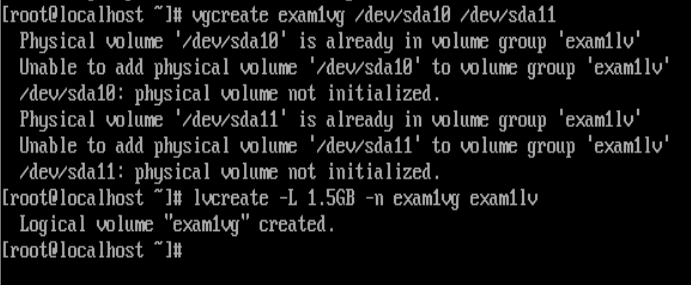 [root@localhost ~]# vgcreate exam1vg /dev/sda10 /dev/sda11
Physical volume '/dev/sda10' is already in volume group 'exam1lv'
Unable to add physical volume '/dev/sda10' to volume group 'exam1lv'
/dev/sda10: physical volume not initialized.
Physical volume '/dev/sda11' is already in volume group 'exam1lv'
Unable to add physical volume '/dev/sda11' to volume group 'exam1lv'
/dev/sda11: physical volume not initialized.
[root@localhost ~]# lvcreate -L 1.5GB -n exam1vg exam1lv
Logical volume "exam1vg" created.
[root@localhost ~]#